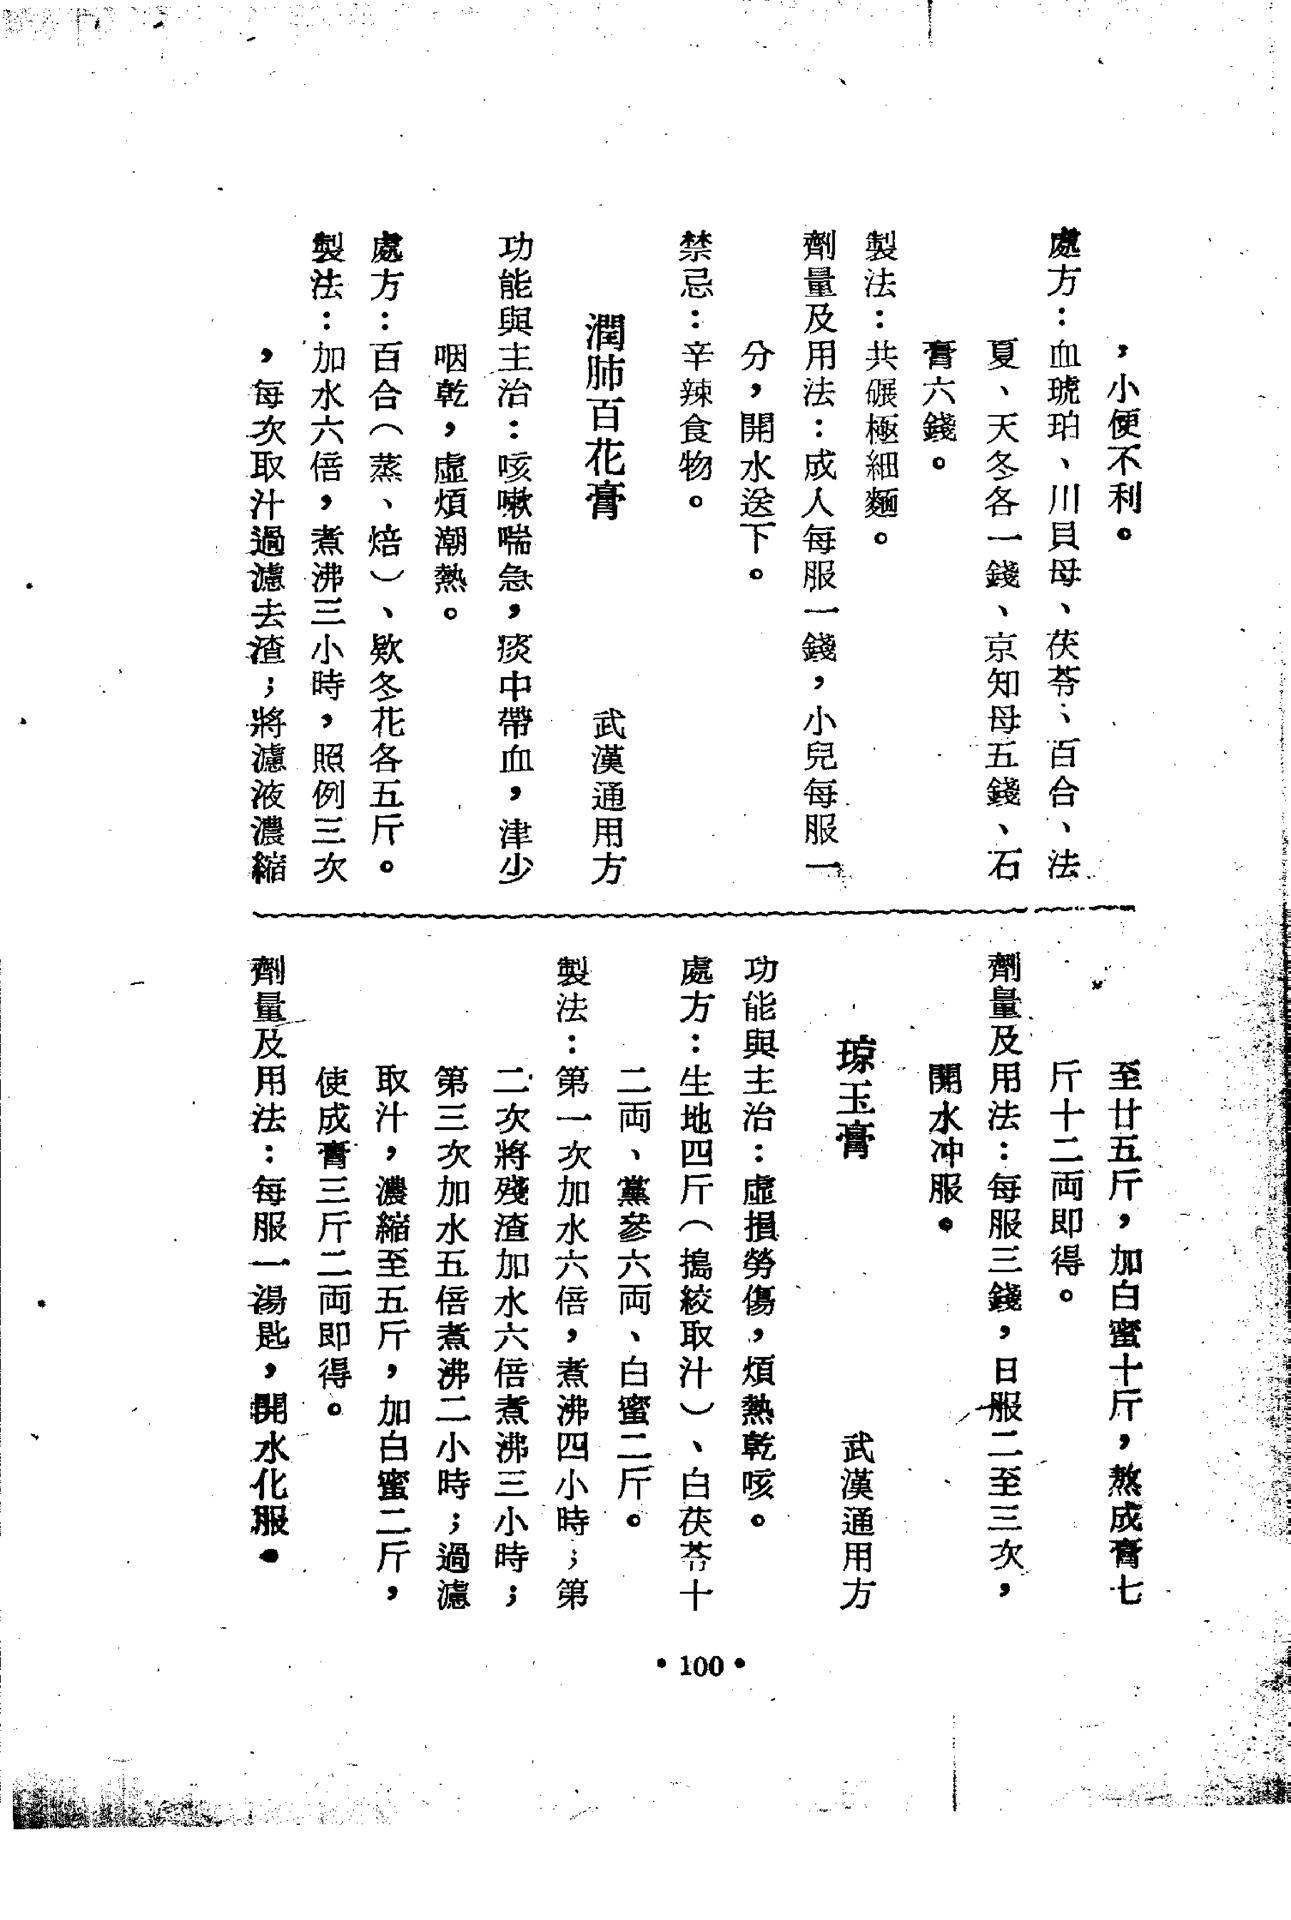 ，小便不利。
處方：血琥珀、川貝母、茯苓、百合、法
夏、天冬各一錢、京知母五錢、石
膏六錢。
製法：共碾極細麵。
劑量及用法：成人每服一錢，小兒每服一
分，開水送下。
禁忌：辛辣食物。
潤肺百花膏 武漢通用方
功能與主治：咳嗽喘急，痰中帶血，津少
咽乾，虛煩潮熱。
處方：百合（蒸、焙）、欵冬花各五斤。
製法：加水六倍，煮沸三小時，照例三次
，每次取汁過濾去渣；將濾液濃縮
至廿五斤，加白蜜十斤，熬成膏七
斤十二両即得。
劑量及用法：每服三錢，日服二至三次，
開水冲服。
琼玉膏 武漢通用方
功能與主治：虛損勞傷，煩熱乾咳。
處方：生地四斤（搗絞取汁）、白茯苓十
二両、黨參六両、白蜜二斤。
製法：第一次加水六倍，煮沸四小時；第
二次將殘渣加水六倍煮沸三小時；
第三次加水五倍煮沸二小時；過濾
取汁，濃縮至五斤，加白蜜二斤，
使成膏三斤二両即得。
劑量及用法：每服一湯匙，開水化服。
• 100 •